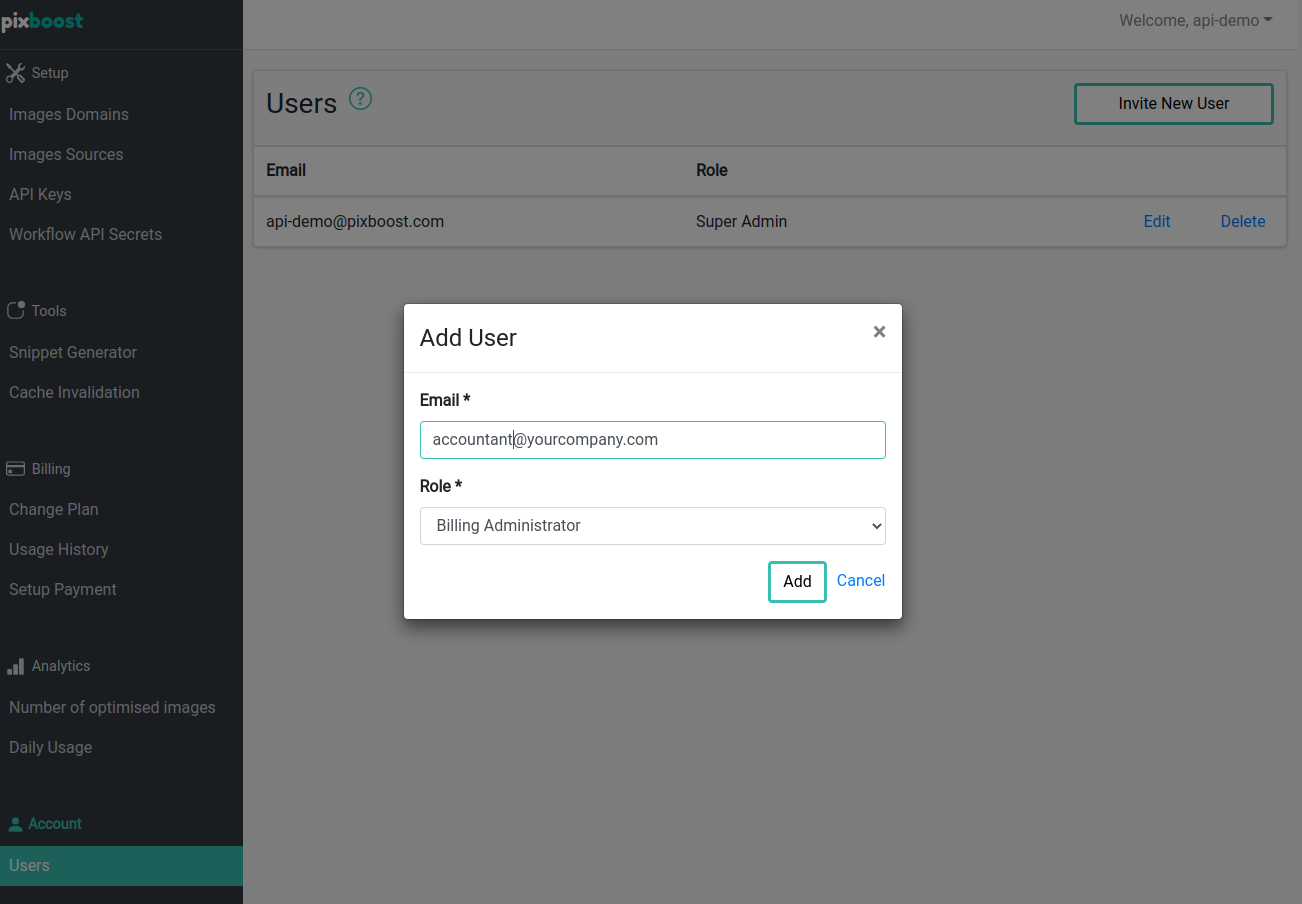 pixboost
Welcome, api-demo
Setup
Images Domains
Images Sources
API Keys
Workflow API Secrets
Tools
Snippet Generator
Cache Invalidation
Billing
Change Plan
Usage History
Setup Payment
Analytics
Number of optimised images
Daily Usage
Account
Users
Users ?
Invite New User
Email Role
api-demo@pixboost.com Super Admin Edit Delete
Add User ×
Email *
accountant@yourcompany.com
Role *
Billing Administrator
Add Cancel